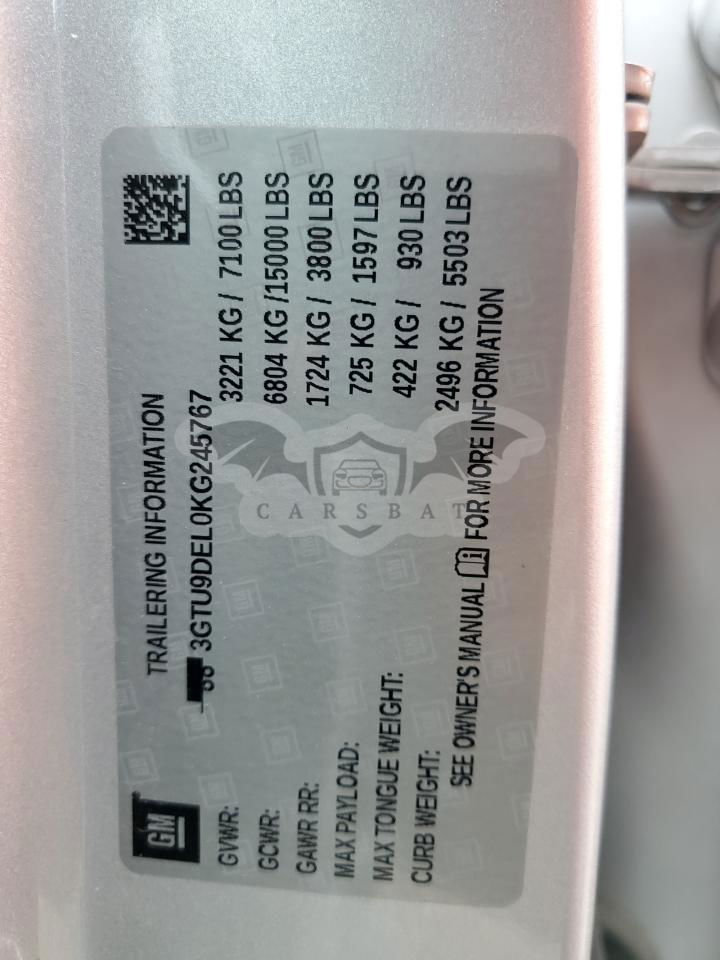 GM
TRAILERING INFORMATION
3GTU9DEL0KG245767
GVWR: 3221 KG / 7100 LBS
GCWR: 6804 KG /15000 LBS
GAWR RR: 1724 KG / 3800 LBS
MAX PAYLOAD: 725 KG / 1597 LBS
MAX TONGUE WEIGHT: 422 KG / 930 LBS
CURB WEIGHT: 2496 KG / 5503 LBS
SEE OWNER'S MANUAL FOR MORE INFORMATION
CARSBAT